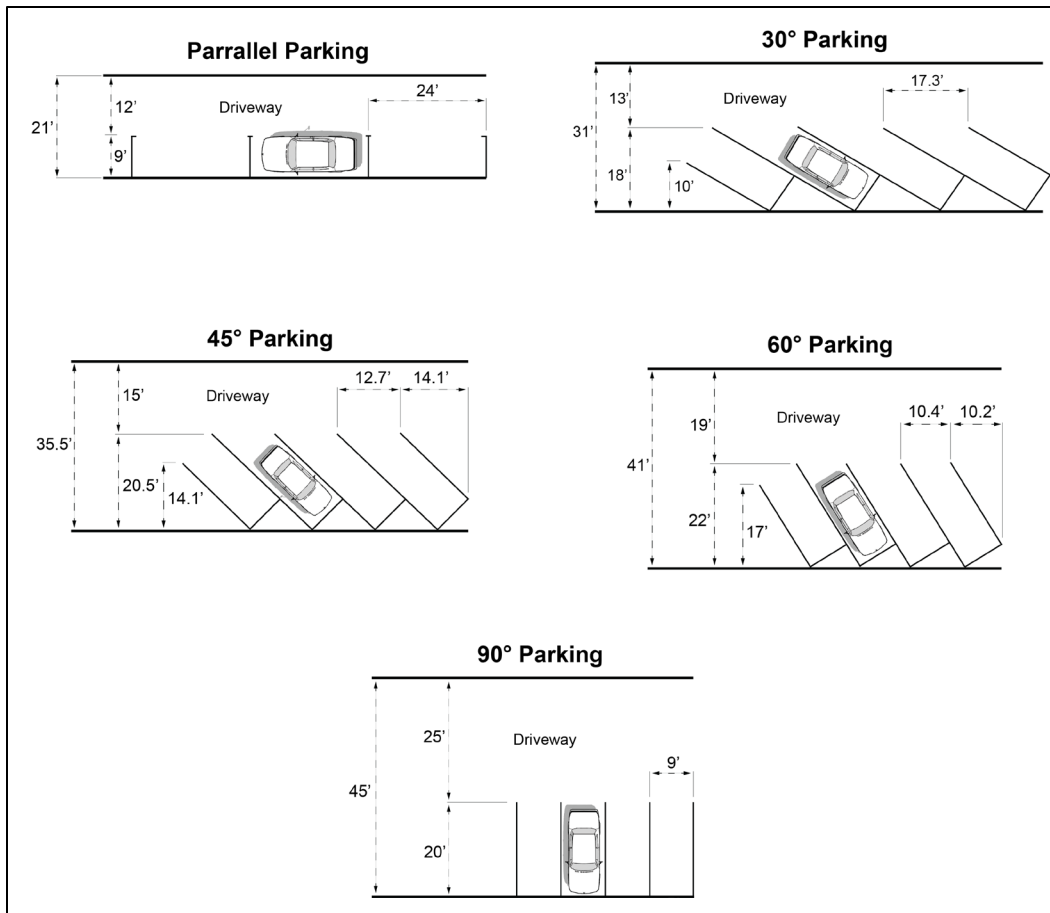 Parrallel Parking
24’
12’
Driveway
21’
9’
30° Parking
17.3’
13’
Driveway
31’
18’
10’
45° Parking
12.7’
14.1’
15’
Driveway
35.5’
20.5’
14.1’
60° Parking
10.4’
10.2’
19’
Driveway
41’
22’
17’
90° Parking
25’
Driveway
9’
45’
20’